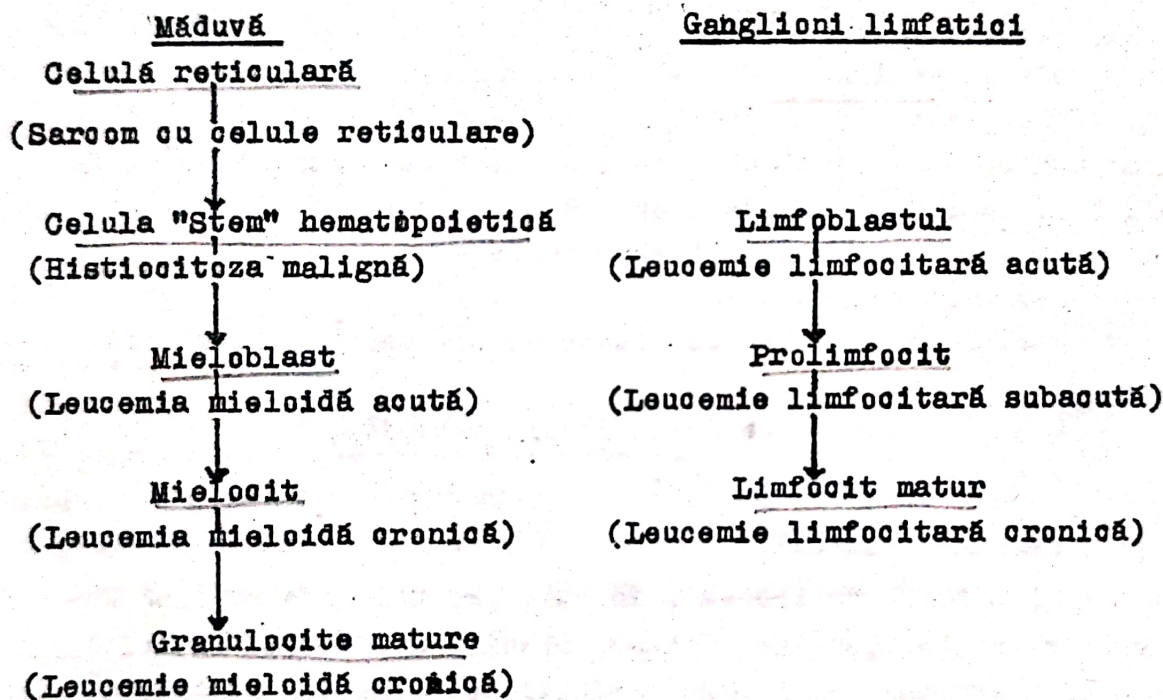 Măduvă
Celulă reticulară
(Sarcom cu celule reticulare)
Celula "Stem" hematopoietică
(Histiocitoza malignă)
Mieloblast
(Leucemia mieloidă acută)
Mielocit
(Leucemia mieloidă cronică)
Granulocite mature
(Leucemie mieloidă cronică)
Ganglioni limfatici
Limfoblastul
(Leucemie limfocitară acută)
Prolimfocit
(Leucemie limfocitară subacută)
Limfocit matur
(Leucemie limfocitară cronică)